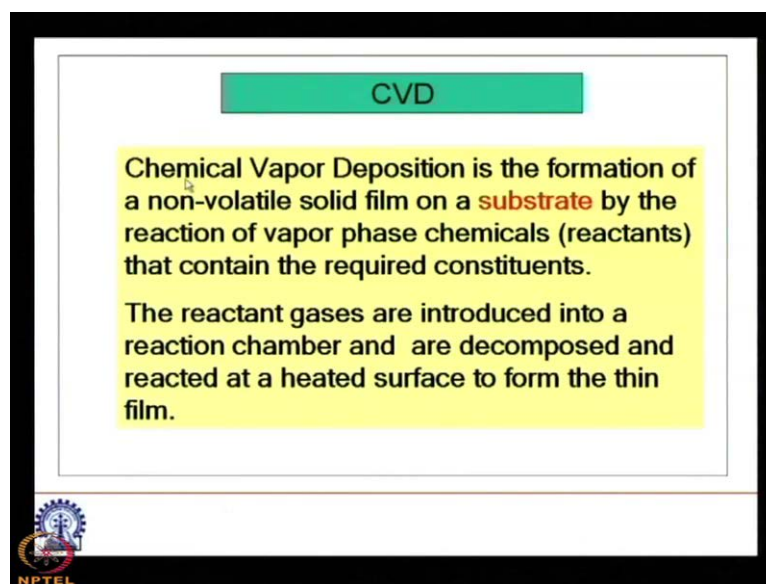 CVD
Chemical Vapor Deposition is the formation of
a non-volatile solid film on a substrate by the
reaction of vapor phase chemicals (reactants)
that contain the required constituents.
The reactant gases are introduced into a
reaction chamber and are decomposed and
reacted at a heated surface to form the thin
film.
NPTEL